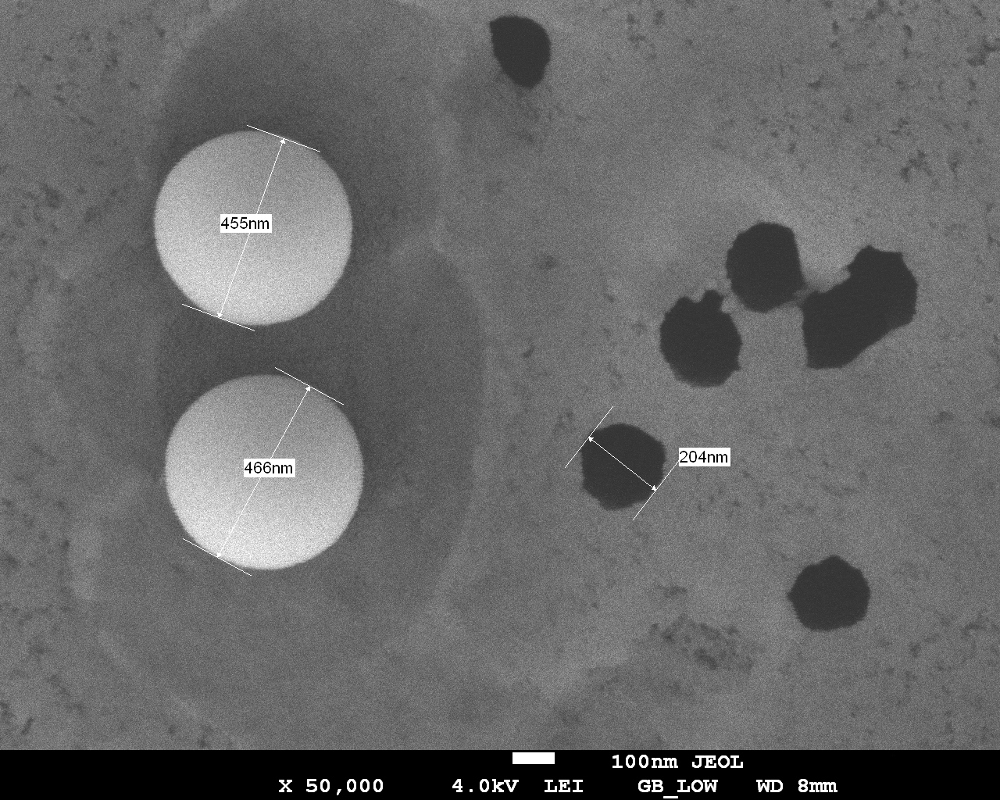 455nm
466nm
204nm
100nm JEOL
X 50,000 4.0kV LEI GB_LOW WD 8mm